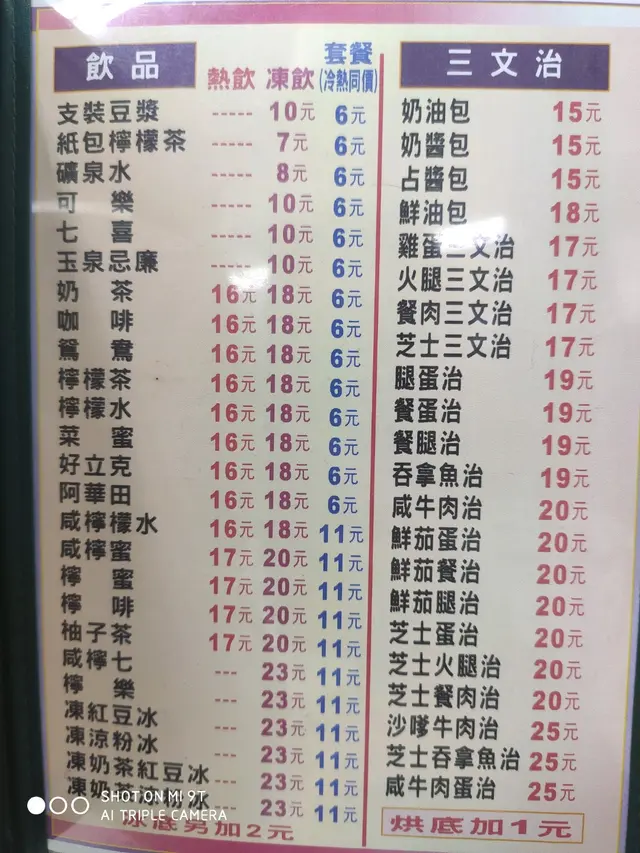 飲品 熱飲 凍飲 套餐(冷熱同價)
支裝豆漿 ----- 10元 6元
紙包檸檬茶 ----- 7元 6元
礦泉水 ----- 8元 6元
可樂 ----- 10元 6元
七喜 ----- 10元 6元
玉泉忌廉 ----- 10元 6元
奶茶 16元 18元 6元
咖啡 16元 18元 6元
鴛鴦 16元 18元 6元
檸檬茶 16元 18元 6元
檸檬水 16元 18元 6元
菜蜜 16元 18元 6元
好立克 16元 18元 6元
阿華田 16元 18元 6元
咸檸檬水 16元 18元 11元
咸檸蜜 17元 20元 11元
檸蜜 17元 20元 11元
檸啡 17元 20元 11元
柚子茶 17元 20元 11元
咸檸七 --- 23元 11元
檸樂 ---- 23元 11元
凍紅豆冰 ---- 23元 11元
凍涼粉冰 ---- 23元 11元
凍奶茶紅豆冰 ---- 23元 11元
凍奶 粉冰 ---- 23元 11元
冰底另加2元
三文治
奶油包 15元
奶醬包 15元
占醬包 15元
鮮油包 18元
雞蛋三文治 17元
火腿三文治 17元
餐肉三文治 17元
芝士三文治 17元
腿蛋治 19元
餐蛋治 19元
餐腿治 19元
吞拿魚治 19元
咸牛肉治 20元
鮮茄蛋治 20元
鮮茄餐治 20元
鮮茄腿治 20元
芝士蛋治 20元
芝士火腿治 20元
芝士餐肉治 20元
沙嗲牛肉治 25元
芝士吞拿魚治 25元
咸牛肉蛋治 25元
烘底加1元
SHOT ON MI 9T
AI TRIPLE CAMERA